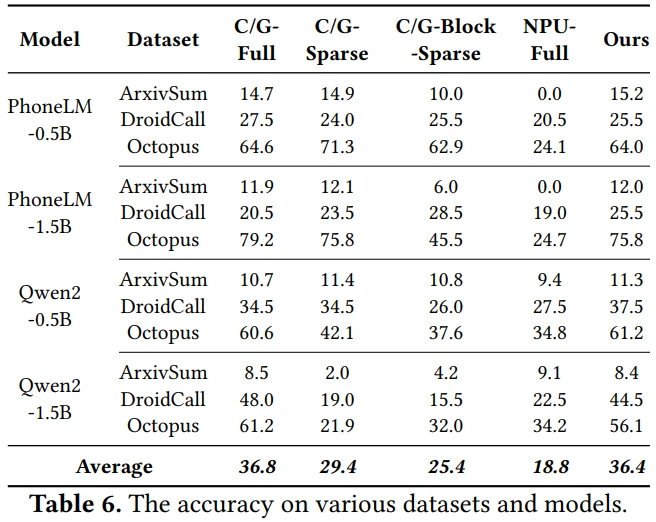 Model Dataset C/G-Full C/G-Sparse C/G-Block-Sparse NPU-Full Ours
PhoneLM-0.5B ArxivSum 14.7 14.9 10.0 0.0 15.2
DroidCall 27.5 24.0 25.5 20.5 25.5
Octopus 64.6 71.3 62.9 24.1 64.0
PhoneLM-1.5B ArxivSum 11.9 12.1 6.0 0.0 12.0
DroidCall 20.5 23.5 28.5 19.0 25.5
Octopus 79.2 75.8 45.5 24.7 75.8
Qwen2-0.5B ArxivSum 10.7 11.4 10.8 9.4 11.3
DroidCall 34.5 34.5 26.0 27.5 37.5
Octopus 60.6 42.1 37.6 34.8 61.2
Qwen2-1.5B ArxivSum 8.5 2.0 4.2 9.1 8.4
DroidCall 48.0 19.0 15.5 22.5 44.5
Octopus 61.2 21.9 32.0 34.2 56.1
Average 36.8 29.4 25.4 18.8 36.4
Table 6. The accuracy on various datasets and models.